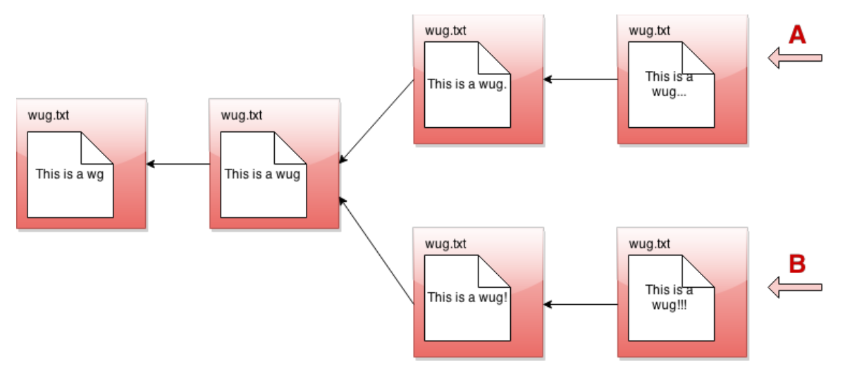 wug.txt
This is a wg
wug.txt
This is a wug
wug.txt
This is a wug.
wug.txt
This is a
wug...
A
wug.txt
This is a wug!
wug.txt
This is a
wug!!!
B